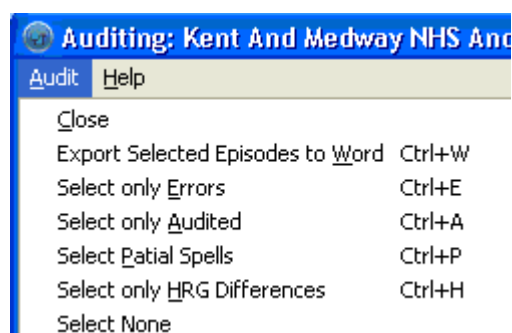 Auditing: Kent And Medway NHS And
Audit Help
Close
Export Selected Episodes to Word Ctrl+W
Select only Errors Ctrl+E
Select only Audited Ctrl+A
Select Patial Spells Ctrl+P
Select only HRG Differences Ctrl+H
Select None